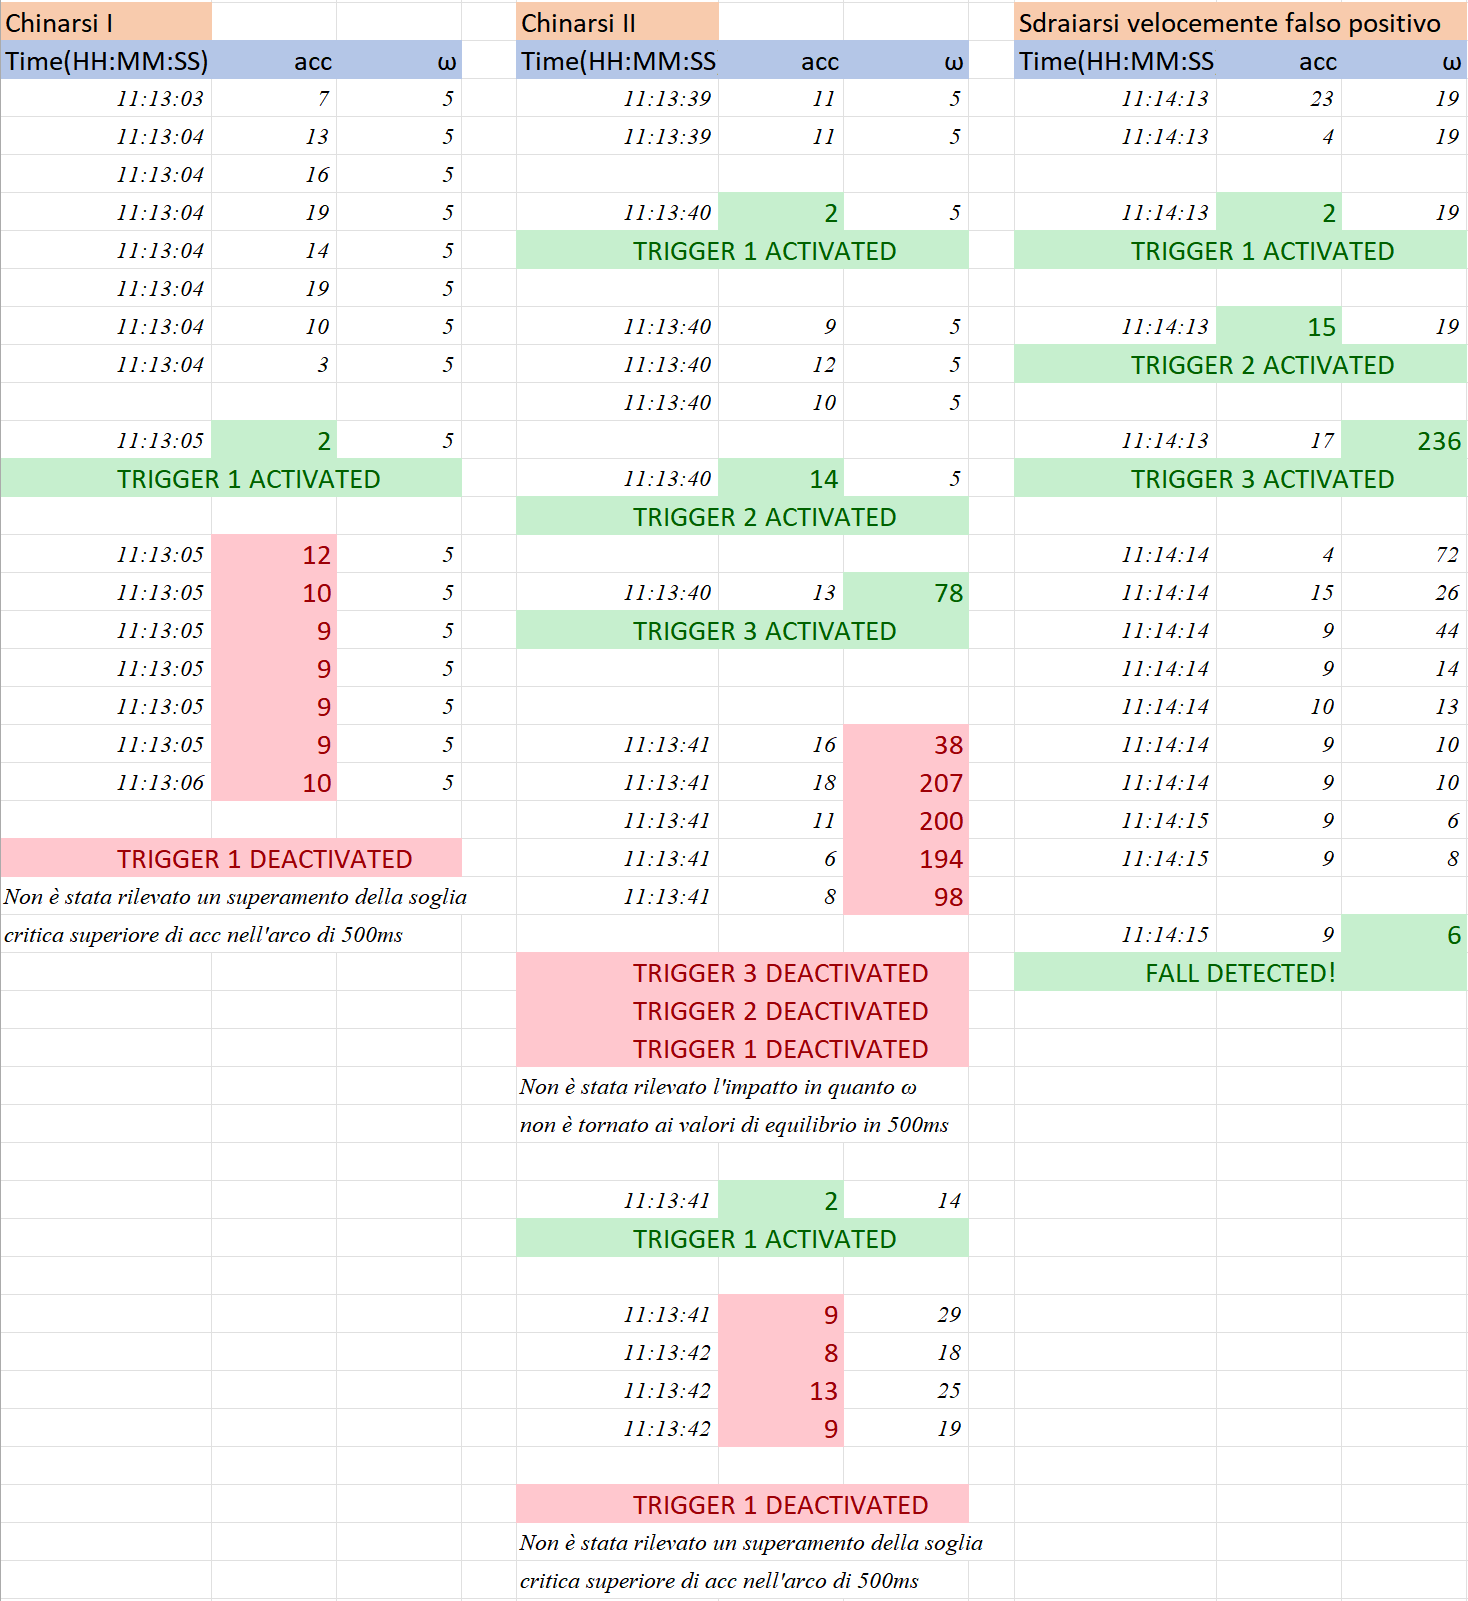 Chinarsi I
Time(HH:MM:SS) acc ω
11:13:03 7 5
11:13:04 13 5
11:13:04 16 5
11:13:04 19 5
11:13:04 14 5
11:13:04 19 5
11:13:04 10 5
11:13:04 3 5
11:13:05 2 5
TRIGGER 1 ACTIVATED
11:13:05 12 5
11:13:05 10 5
11:13:05 9 5
11:13:05 9 5
11:13:05 9 5
11:13:05 9 5
11:13:06 10 5
TRIGGER 1 DEACTIVATED
Non è stata rilevato un superamento della soglia
critica superiore di acc nell'arco di 500ms
Chinarsi II
Time(HH:MM:SS acc ω
11:13:39 11 5
11:13:39 11 5
11:13:40 2 5
TRIGGER 1 ACTIVATED
11:13:40 9 5
11:13:40 12 5
11:13:40 10 5
11:13:40 14 5
TRIGGER 2 ACTIVATED
11:13:40 13 78
TRIGGER 3 ACTIVATED
11:13:41 16 38
11:13:41 18 207
11:13:41 11 200
11:13:41 6 194
11:13:41 8 98
TRIGGER 3 DEACTIVATED
TRIGGER 2 DEACTIVATED
TRIGGER 1 DEACTIVATED
Non è stata rilevato l'impatto in quanto ω
non è tornato ai valori di equilibrio in 500ms
11:13:41 2 14
TRIGGER 1 ACTIVATED
11:13:41 9 29
11:13:42 8 18
11:13:42 13 25
11:13:42 9 19
TRIGGER 1 DEACTIVATED
Non è stata rilevato un superamento della soglia
critica superiore di acc nell'arco di 500ms
Sdraiarsi velocemente falso positivo
Time(HH:MM:SS acc ω
11:14:13 23 19
11:14:13 4 19
11:14:13 2 19
TRIGGER 1 ACTIVATED
11:14:13 15 19
TRIGGER 2 ACTIVATED
11:14:13 17 236
TRIGGER 3 ACTIVATED
11:14:14 4 72
11:14:14 15 26
11:14:14 9 44
11:14:14 9 14
11:14:14 10 13
11:14:14 9 10
11:14:14 9 10
11:14:15 9 6
11:14:15 9 8
11:14:15 9 6
FALL DETECTED!